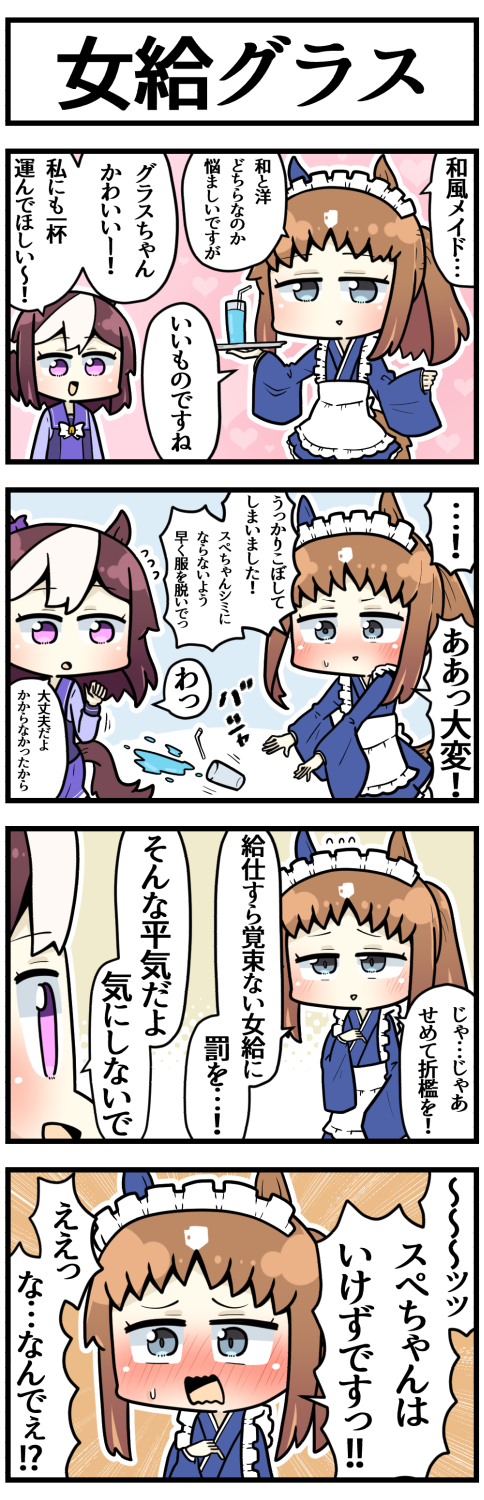 女給グラス
和風メイド…
和と洋
どちらなのか
悩ましいですが
いいものですね
グラスちゃん
かわいいー！
私にも一杯
運んでほしい～！
…！
ああっ大変！
うっかりこぼして
しまいました！
スペちゃんシミに
ならないよう
早く服を脱いでっ
わっ
ガシャン
大丈夫だよ
かからなかったから
じゃ…じゃあ
せめて折檻を！
給仕すら覚束ない女給に
罰を…！
そんな平気だよ
気にしないで
～～～ッッ
スペちゃんは
いけずですっ!!
ええっ
な…なんでぇ!?